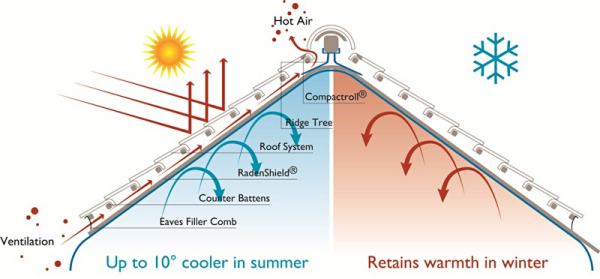 Hot Air
Compactroll®
Ridge Tree
Roof System
RadenShield®
Counter Battens
Eaves Filler Comb
Ventilation
Up to 10° cooler in summer
Retains warmth in winter